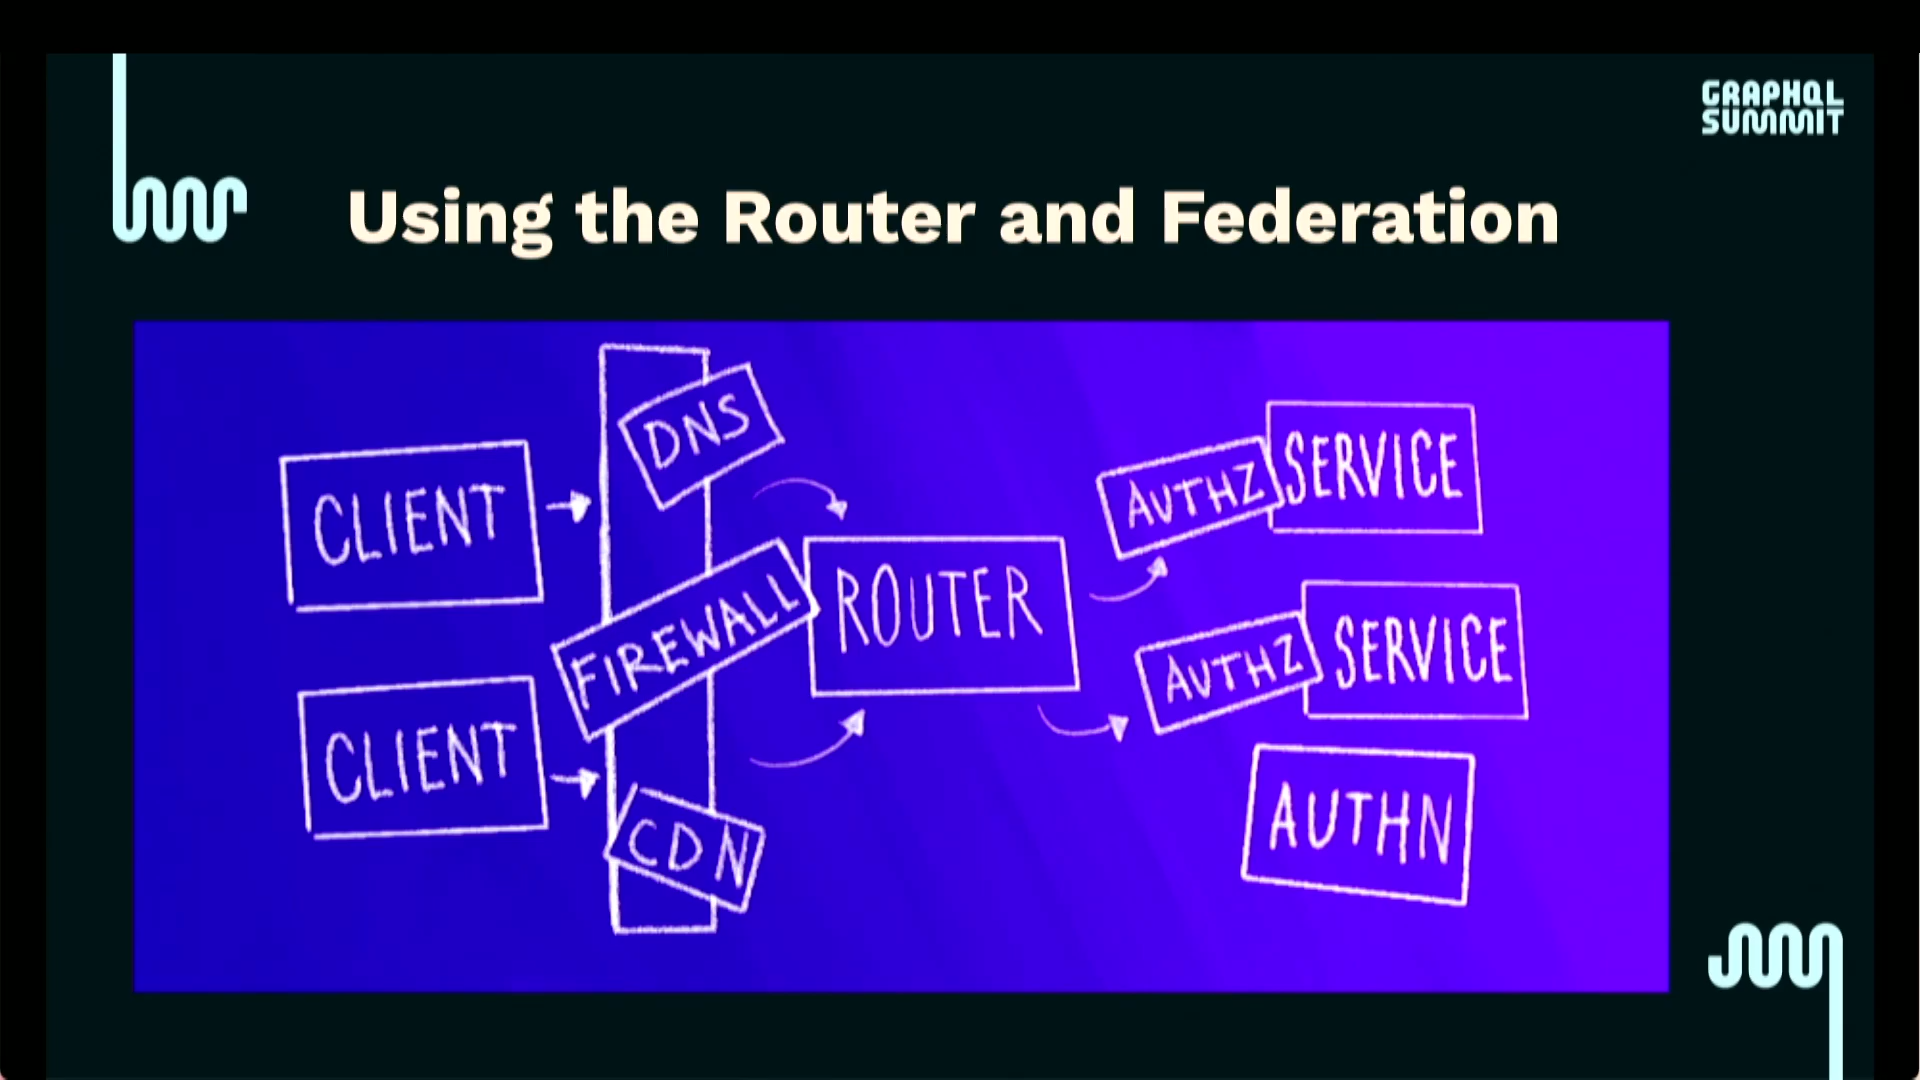 GRAPHQL
SUMMIT
Using the Router and Federation
DNS
CLIENT
AUTHZ
SERVICE
FIREWALL
ROUTER
AUTHZ
SERVICE
CLIENT
CDN
AUTHN